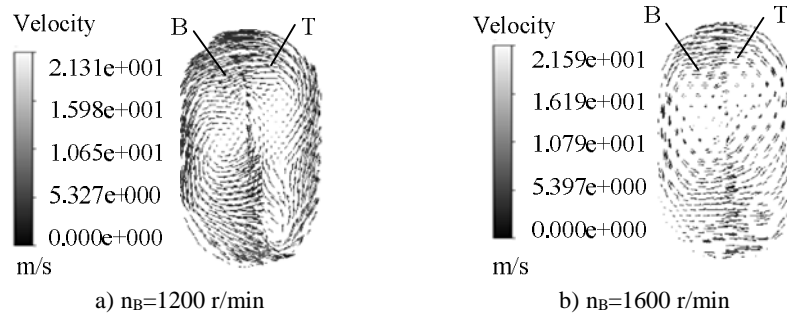 Velocity
B
T
2.131e+001
1.598e+001
1.065e+001
5.327e+000
0.000e+000
m/s
a) nB=1200 r/min
Velocity
B
T
2.159e+001
1.619e+001
1.079e+001
5.397e+000
0.000e+000
m/s
b) nB=1600 r/min